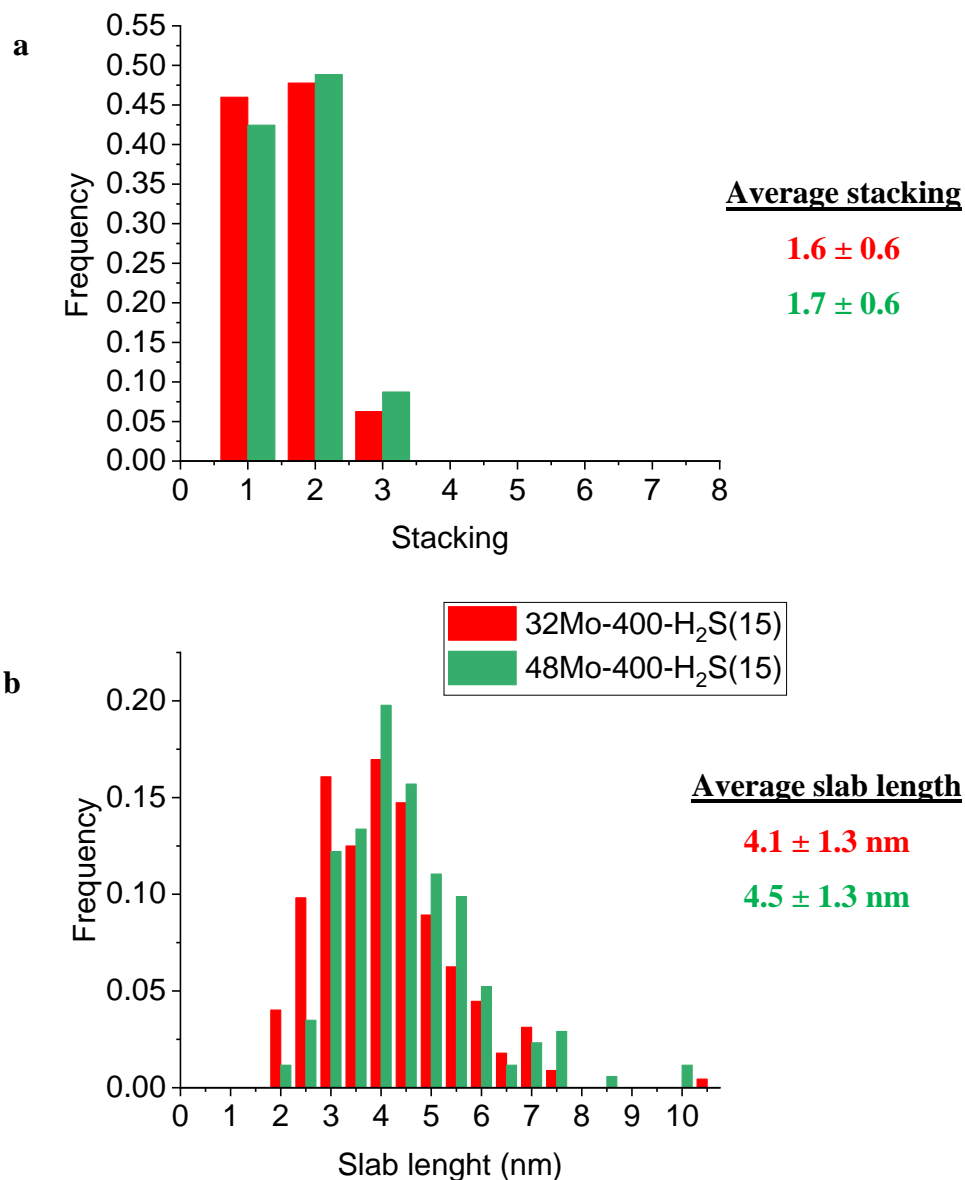 a
0.55
0.50
0.45
0.40
0.35
0.30
0.25
0.20
0.15
0.10
0.05
0.00
Frequency
0 1 2 3 4 5 6 7 8
Stacking
Average stacking
1.6 ± 0.6
1.7 ± 0.6
32Mo-400-H₂S(15)
48Mo-400-H₂S(15)
b
0.20
0.15
0.10
0.05
0.00
Frequency
0 1 2 3 4 5 6 7 8 9 10
Slab lenght (nm)
Average slab length
4.1 ± 1.3 nm
4.5 ± 1.3 nm